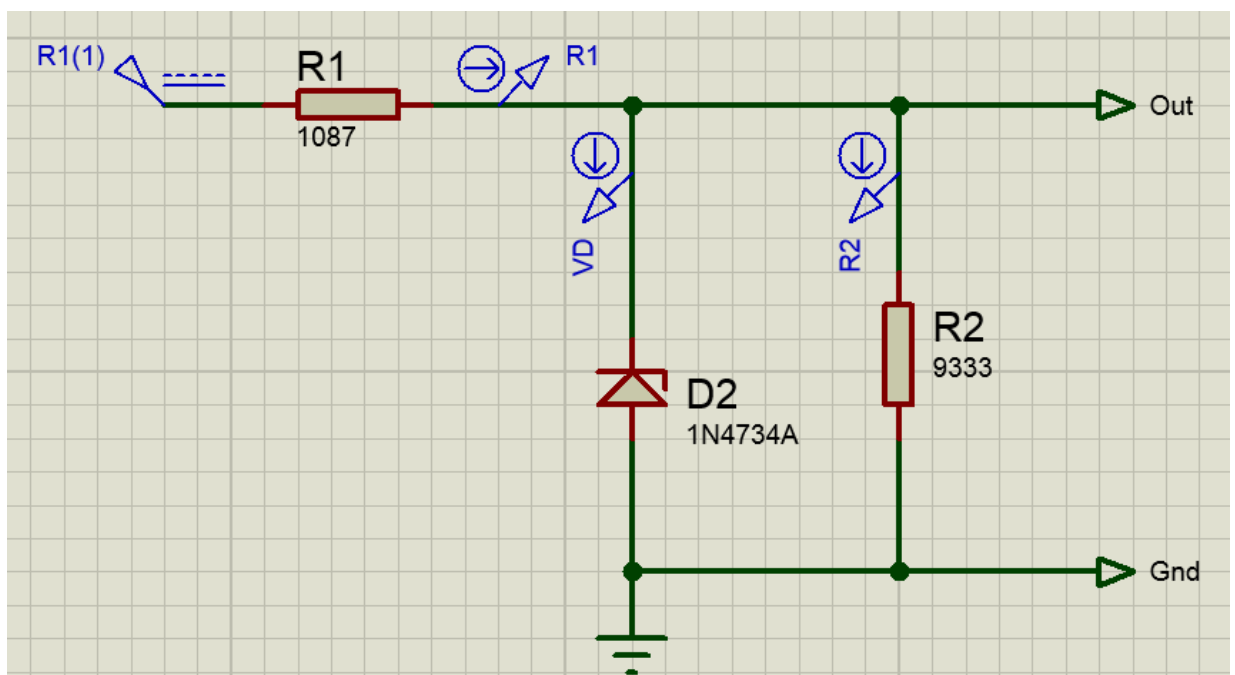 R1(1)
R1
1087
R1
Out
VD
R2
D2
1N4734A
R2
9333
Gnd